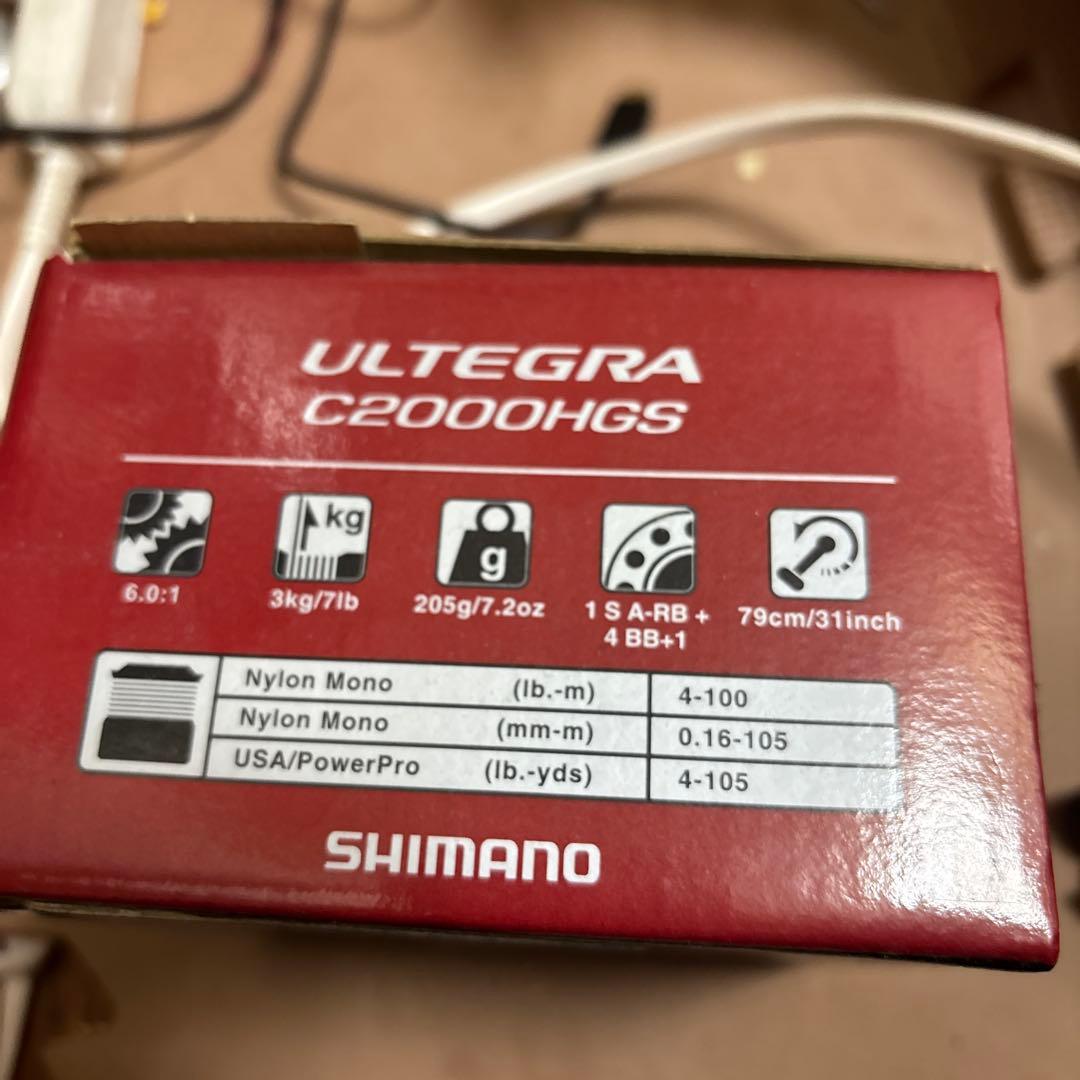 ULTEGRA
C2000HGS
kg
g
6.0:1
3kg/7lb
205g/7.2oz
1 S A-RB +
4 BB+1
79cm/31inch
Nylon Mono (lb.-m) 4-100
Nylon Mono (mm-m) 0.16-105
USA/PowerPro (lb.-yds) 4-105
SHIMANO